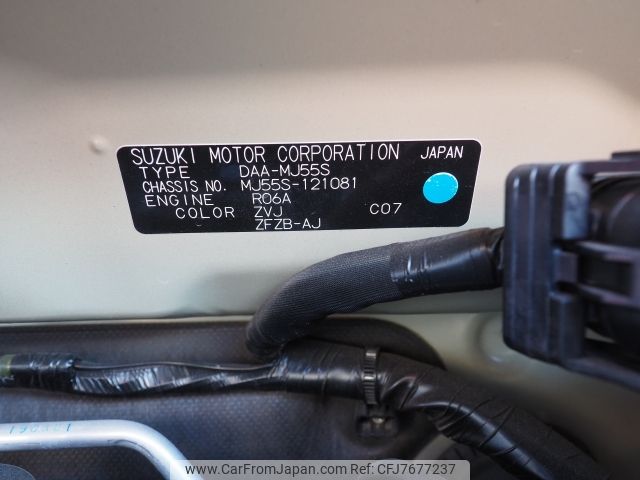 SUZUKI MOTOR CORPORATION JAPAN
TYPE DAA-MJ55S
CHASSIS NO. MJ55S-121081
ENGINE R06A
COLOR ZVJ C07
ZFZB-AJ
www.CarFromJapan.com ©CarFromJapan CFJ7677237